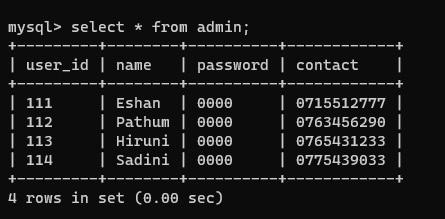 mysql> select * from admin;
+---------+--------+----------+------------+
| user_id | name   | password | contact    |
+---------+--------+----------+------------+
| 111     | Eshan  | 0000     | 0715512777 |
| 112     | Pathum | 0000     | 0763456290 |
| 113     | Hiruni | 0000     | 0765431233 |
| 114     | Sadini | 0000     | 0775439033 |
+---------+--------+----------+------------+
4 rows in set (0.00 sec)